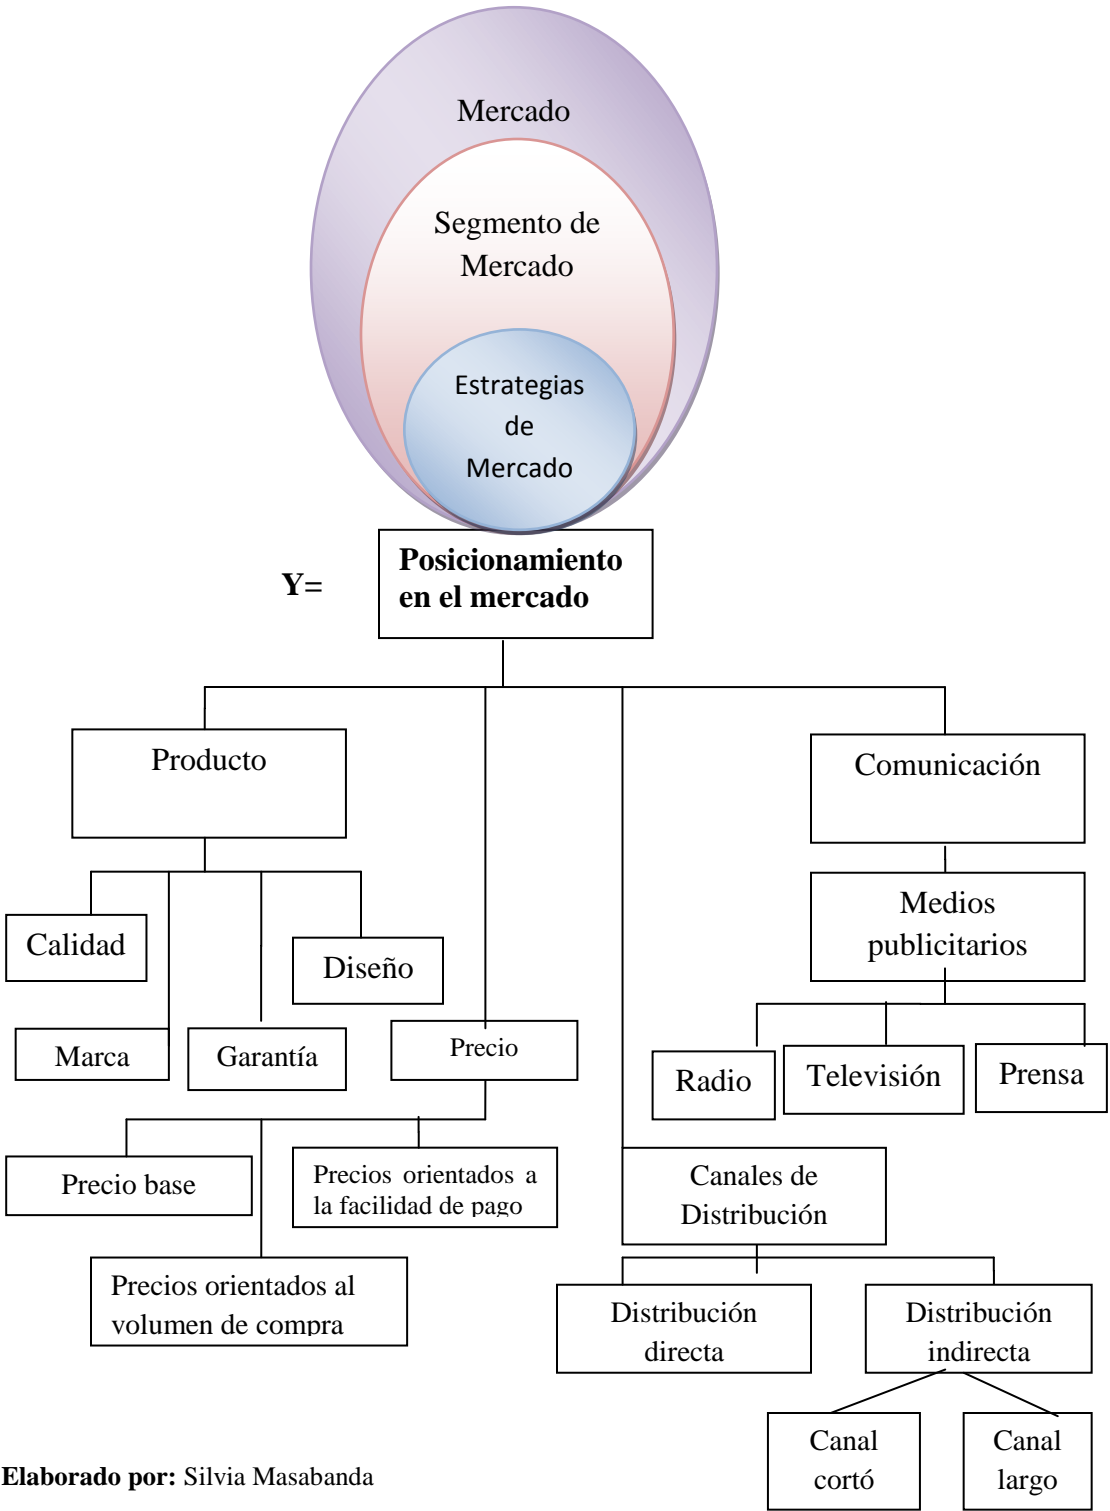 Mercado
Segmento de
Mercado
Estrategias
de
Mercado
Y=
Posicionamiento
en el mercado
Producto
Comunicación
Calidad
Diseño
Medios
publicitarios
Marca
Garantía
Precio
Radio
Televisión
Prensa
Precio base
Precios orientados a
la facilidad de pago
Canales de
Distribución
Precios orientados al
volumen de compra
Distribución
directa
Distribución
indirecta
Canal
cortó
Canal
largo
Elaborado por: Silvia Masabanda